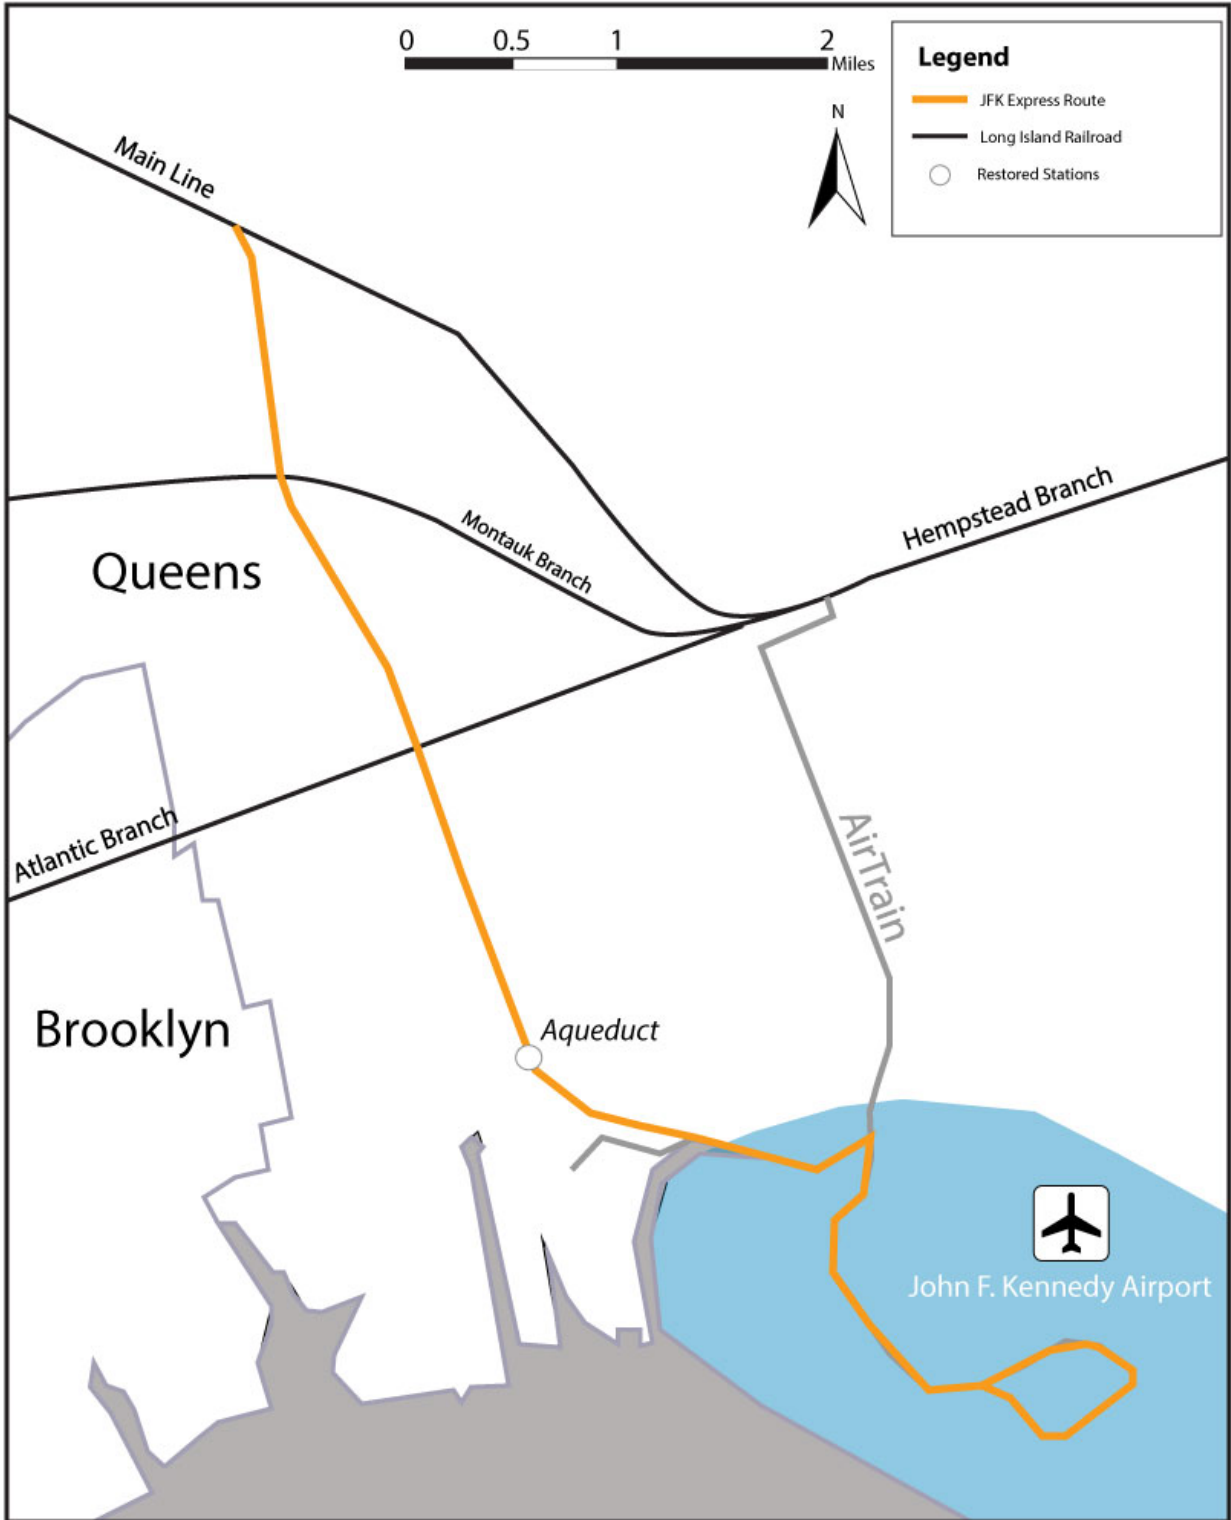 0 0.5 1 2
Miles
Legend
JFK Express Route
Long Island Railroad
Restored Stations
N
Main Line
Hempstead Branch
Montauk Branch
Queens
Atlantic Branch
AirTrain
Brooklyn
Aqueduct
John F. Kennedy Airport